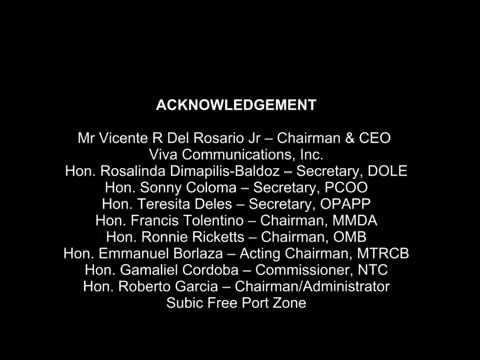 ACKNOWLEDGEMENT
Mr Vicente R Del Rosario Jr – Chairman & CEO
Viva Communications, Inc.
Hon. Rosalinda Dimapilis-Baldoz – Secretary, DOLE
Hon. Sonny Coloma – Secretary, PCOO
Hon. Teresita Deles – Secretary, OPAPP
Hon. Francis Tolentino – Chairman, MMDA
Hon. Ronnie Ricketts – Chairman, OMB
Hon. Emmanuel Borlaza – Acting Chairman, MTRCB
Hon. Gamaliel Cordoba – Commissioner, NTC
Hon. Roberto Garcia – Chairman/Administrator
Subic Free Port Zone